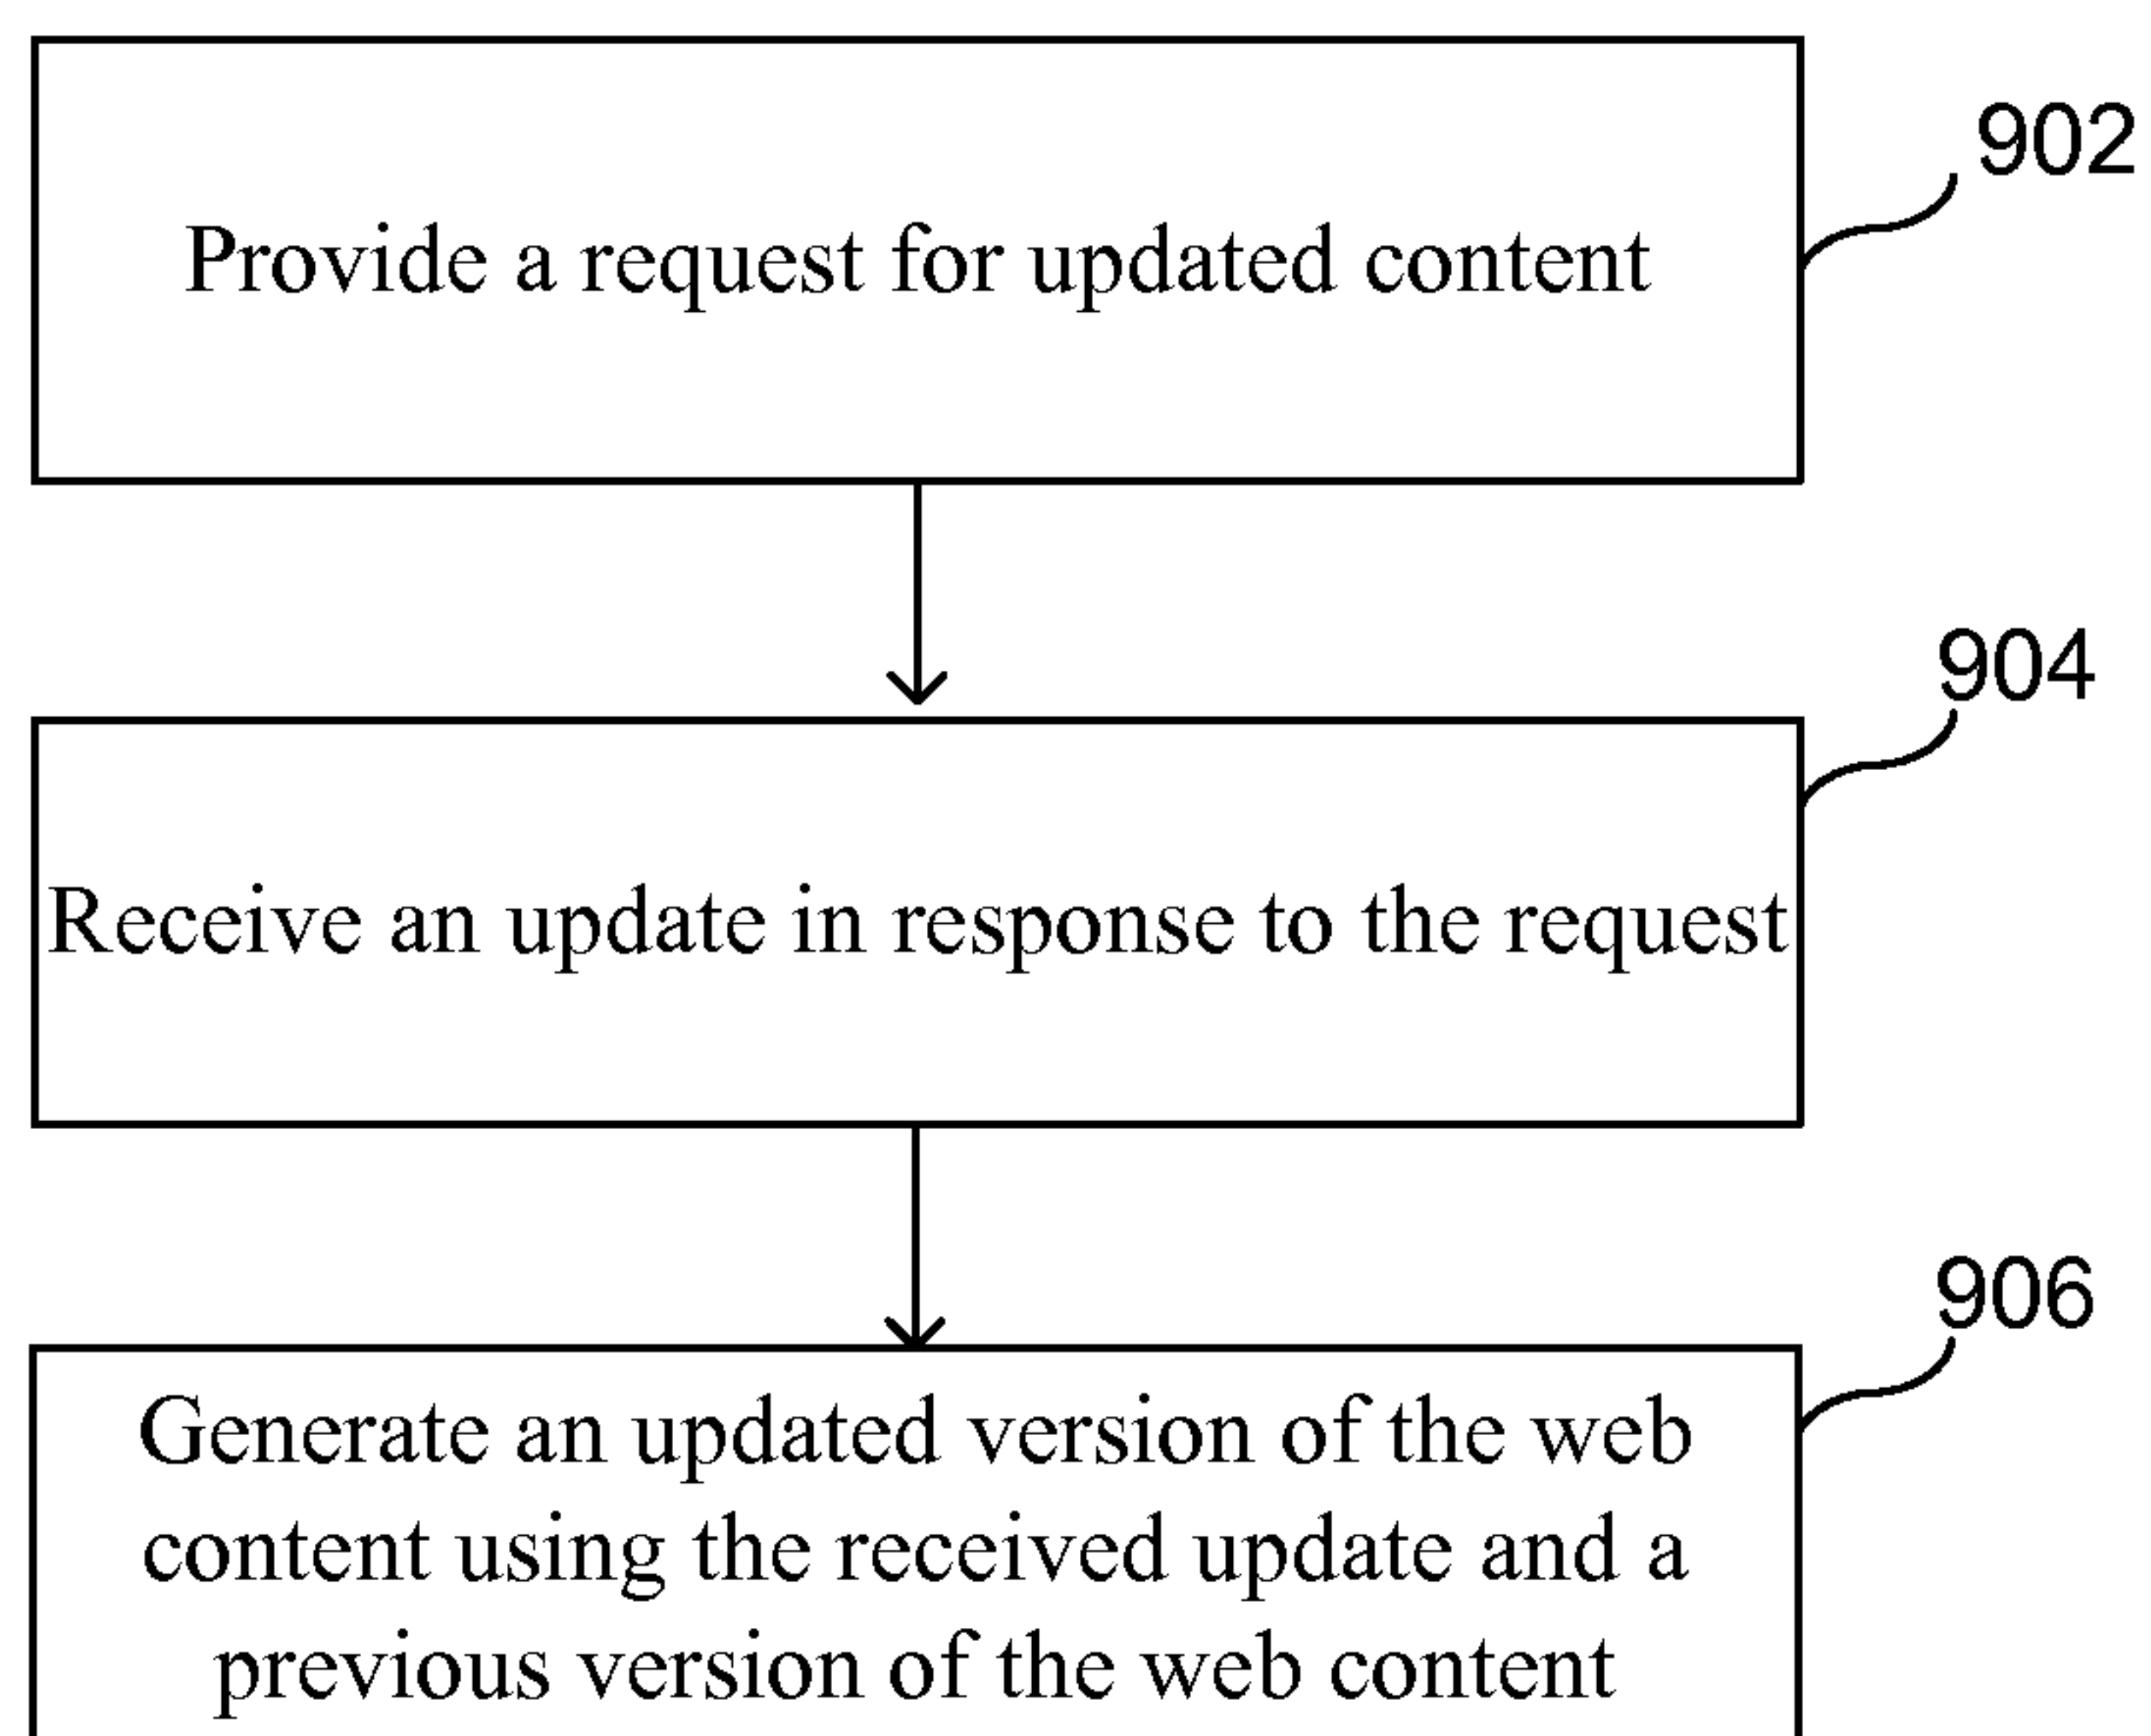 902
Provide a request for updated content
904
Receive an update in response to the request
906
Generate an updated version of the web
content using the received update and a
previous version of the web content